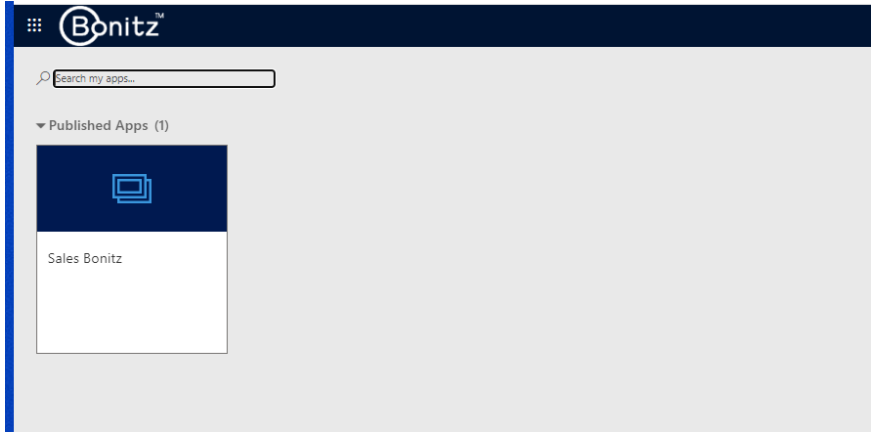 Bonitz™
Search my apps...
Published Apps (1)
Sales Bonitz